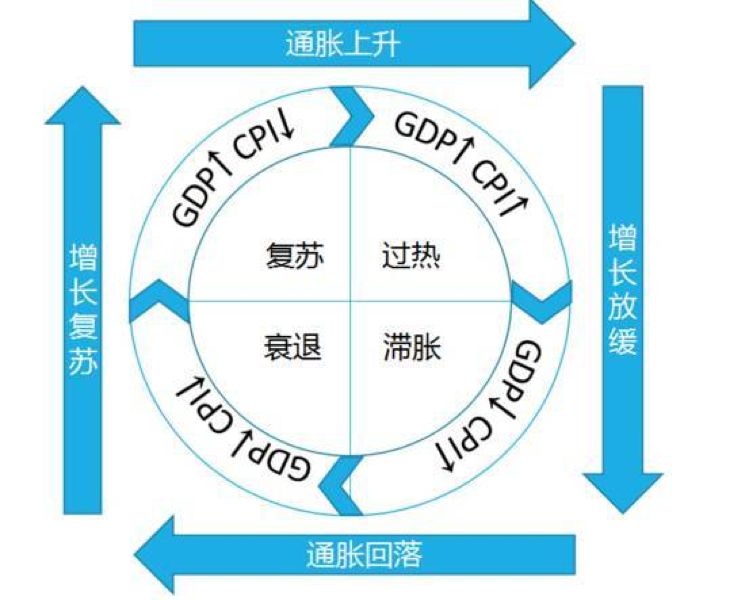 通胀上升
GDP↑ CPI↓
GDP↑ CPI↑
增长复苏
复苏
过热
增长放缓
衰退
滞胀
GDP↓ CPI↓
GDP↓ CPI↑
通胀回落